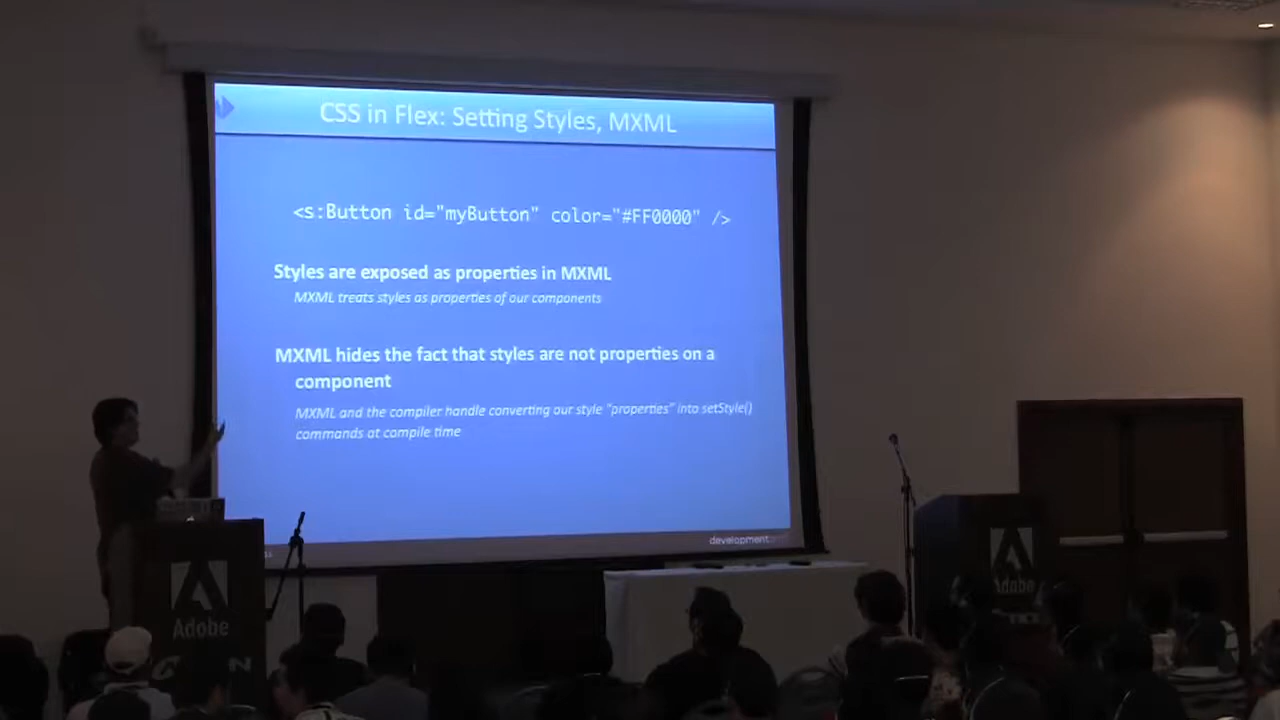 CSS in Flex: Setting Styles, MXML
<s:Button id="myButton" color="#FF0000" />
Styles are exposed as properties in MXML
MXML treats styles as properties of our components
MXML hides the fact that styles are not properties on a
component
MXML and the compiler handle converting our style "properties" into setStyle()
commands at compile time
development
Adobe
Adobe